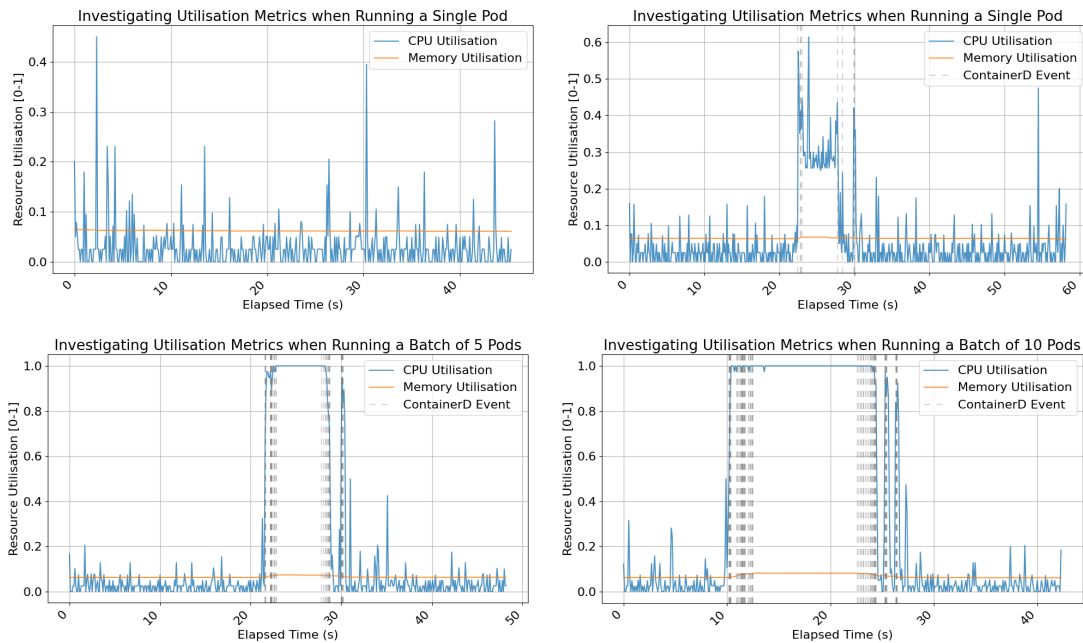 Investigating Utilisation Metrics when Running a Single Pod
Resource Utilisation [0-1]
0.4
0.3
0.2
0.1
0.0
CPU Utilisation
Memory Utilisation
0
10
20
30
40
Elapsed Time (s)
Investigating Utilisation Metrics when Running a Single Pod
Resource Utilisation [0-1]
0.6
0.5
0.4
0.3
0.2
0.1
0.0
CPU Utilisation
Memory Utilisation
ContainerD Event
0
10
20
30
40
50
60
Elapsed Time (s)
Investigating Utilisation Metrics when Running a Batch of 5 Pods
Resource Utilisation [0-1]
1.0
0.8
0.6
0.4
0.2
0.0
CPU Utilisation
Memory Utilisation
ContainerD Event
0
10
20
30
40
50
Elapsed Time (s)
Investigating Utilisation Metrics when Running a Batch of 10 Pods
Resource Utilisation [0-1]
1.0
0.8
0.6
0.4
0.2
0.0
CPU Utilisation
Memory Utilisation
ContainerD Event
0
10
20
30
40
Elapsed Time (s)